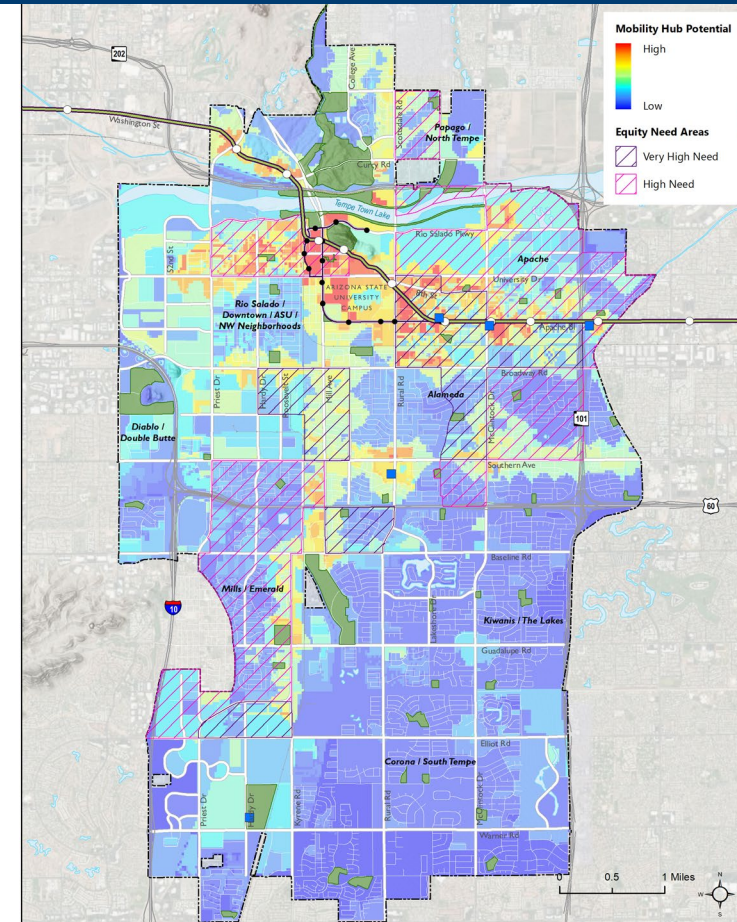 Mobility Hub Potential
High
Low
Equity Need Areas
Very High Need
High Need
202
College Ave
Scottsdale Rd
Washington St
Papago /
North Tempe
Curry Rd
Tempe Town Lake
52nd St
Rio Salado Pkwy
Apache
University Dr
8th St
ARIZONA STATE
UNIVERSITY
CAMPUS
Rio Salado /
Downtown / ASU /
NW Neighborhoods
Apache Bl
Broadway Rd
Priest Dr
Hardy Dr
Roosevelt St
Mill Ave
Rural Rd
Alameda
McClintock Dr
101
Diablo /
Double Butte
Southern Ave
60
Baseline Rd
Mills / Emerald
10
Lakeshore Dr
Kiwanis / The Lakes
Guadalupe Rd
Elliot Rd
Corona / South Tempe
Priest Dr
Hardy Dr
Kyrene Rd
Rural Rd
McClintock Dr
Warner Rd
0 0.5 1 Miles
N
W
S